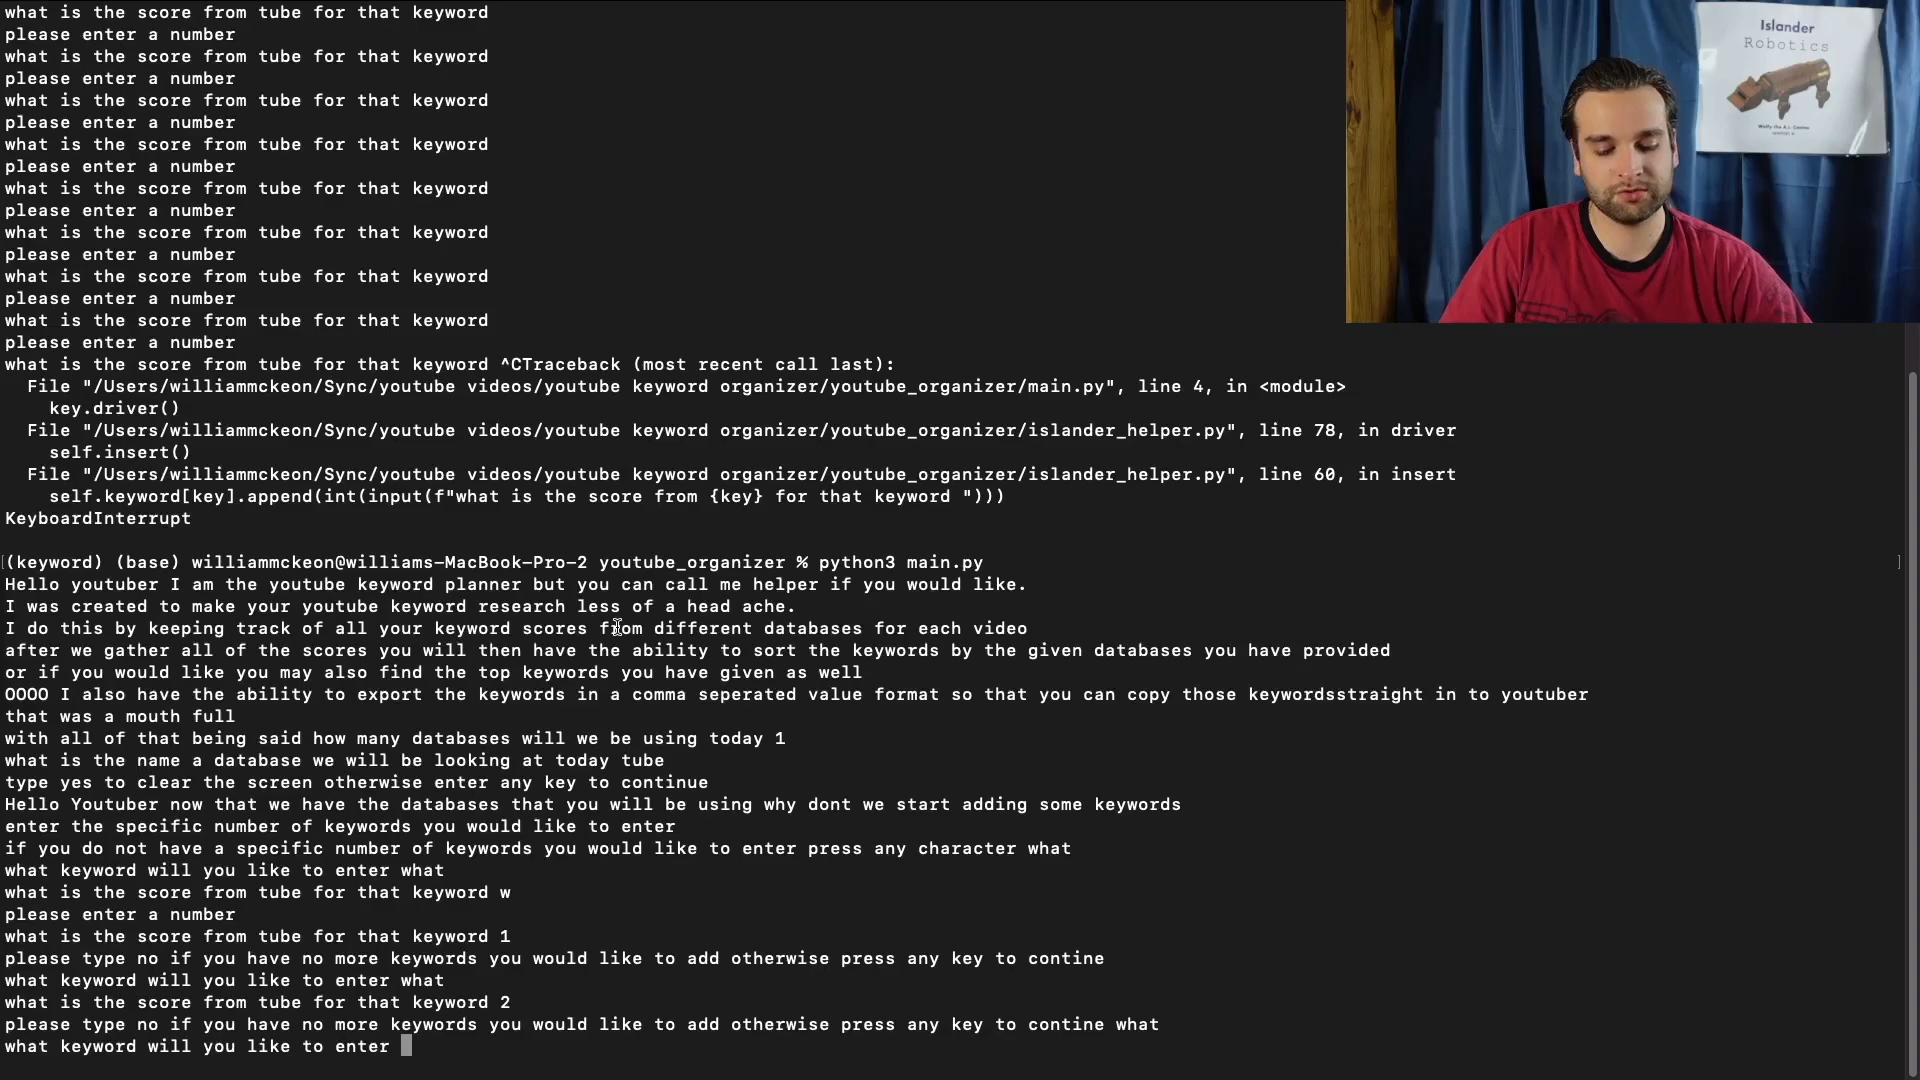 what is the score from tube for that keyword
please enter a number
what is the score from tube for that keyword
please enter a number
what is the score from tube for that keyword
please enter a number
what is the score from tube for that keyword
please enter a number
what is the score from tube for that keyword
please enter a number
what is the score from tube for that keyword
please enter a number
what is the score from tube for that keyword
please enter a number
what is the score from tube for that keyword
please enter a number
what is the score from tube for that keyword ^CTraceback (most recent call last):
File "/Users/williammckeon/Sync/youtube videos/youtube keyword organizer/youtube_organizer/main.py", line 4, in <module>
key.driver()
File "/Users/williammckeon/Sync/youtube videos/youtube keyword organizer/youtube_organizer/islander_helper.py", line 78, in driver
self.insert()
File "/Users/williammckeon/Sync/youtube videos/youtube keyword organizer/youtube_organizer/islander_helper.py", line 60, in insert
self.keyword[key].append(int(input(f"what is the score from {key} for that keyword ")))
KeyboardInterrupt
[(keyword) (base) williammckeon@williams-MacBook-Pro-2 youtube_organizer % python3 main.py ]
Hello youtuber I am the youtube keyword planner but you can call me helper if you would like.
I was created to make your youtube keyword research less of a head ache.
I do this by keeping track of all your keyword scores from different databases for each video
after we gather all of the scores you will then have the ability to sort the keywords by the given databases you have provided
or if you would like you may also find the top keywords you have given as well
OOOO I also have the ability to export the keywords in a comma seperated value format so that you can copy those keywordsstraight in to youtuber
that was a mouth full
with all of that being said how many databases will we be using today 1
what is the name a database we will be looking at today tube
type yes to clear the screen otherwise enter any key to continue
Hello Youtuber now that we have the databases that you will be using why dont we start adding some keywords
enter the specific number of keywords you would like to enter
if you do not have a specific number of keywords you would like to enter press any character what
what keyword will you like to enter what
what is the score from tube for that keyword w
please enter a number
what is the score from tube for that keyword 1
please type no if you have no more keywords you would like to add otherwise press any key to contine
what keyword will you like to enter what
what is the score from tube for that keyword 2
please type no if you have no more keywords you would like to add otherwise press any key to contine what
what keyword will you like to enter
Islander
Robotics
Wolfy the A.I. Canine